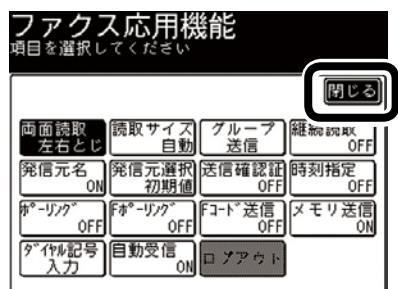 ファクス応用機能
項目を選択してください
閉じる
両面読取 読取サイズ グループ 継続読取
左右とじ 自動 送信 OFF
発信元名 発信元選択 送信確認証 時刻指定
ON 初期値 OFF OFF
ﾎﾟｰﾘﾝｸﾞ Fﾎﾟｰﾘﾝｸﾞ Fｺｰﾄﾞ送信 メモリ送信
OFF OFF OFF ON
ﾀﾞｲﾔﾙ記号 自動受信 ログアウト
入力 ON